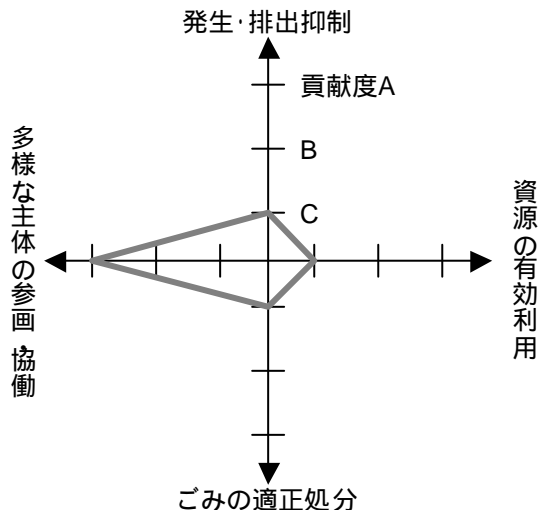 発生･排出抑制
貢献度A
B
C
多様な主体の参画・協働
資源の有効利用
ごみの適正処分